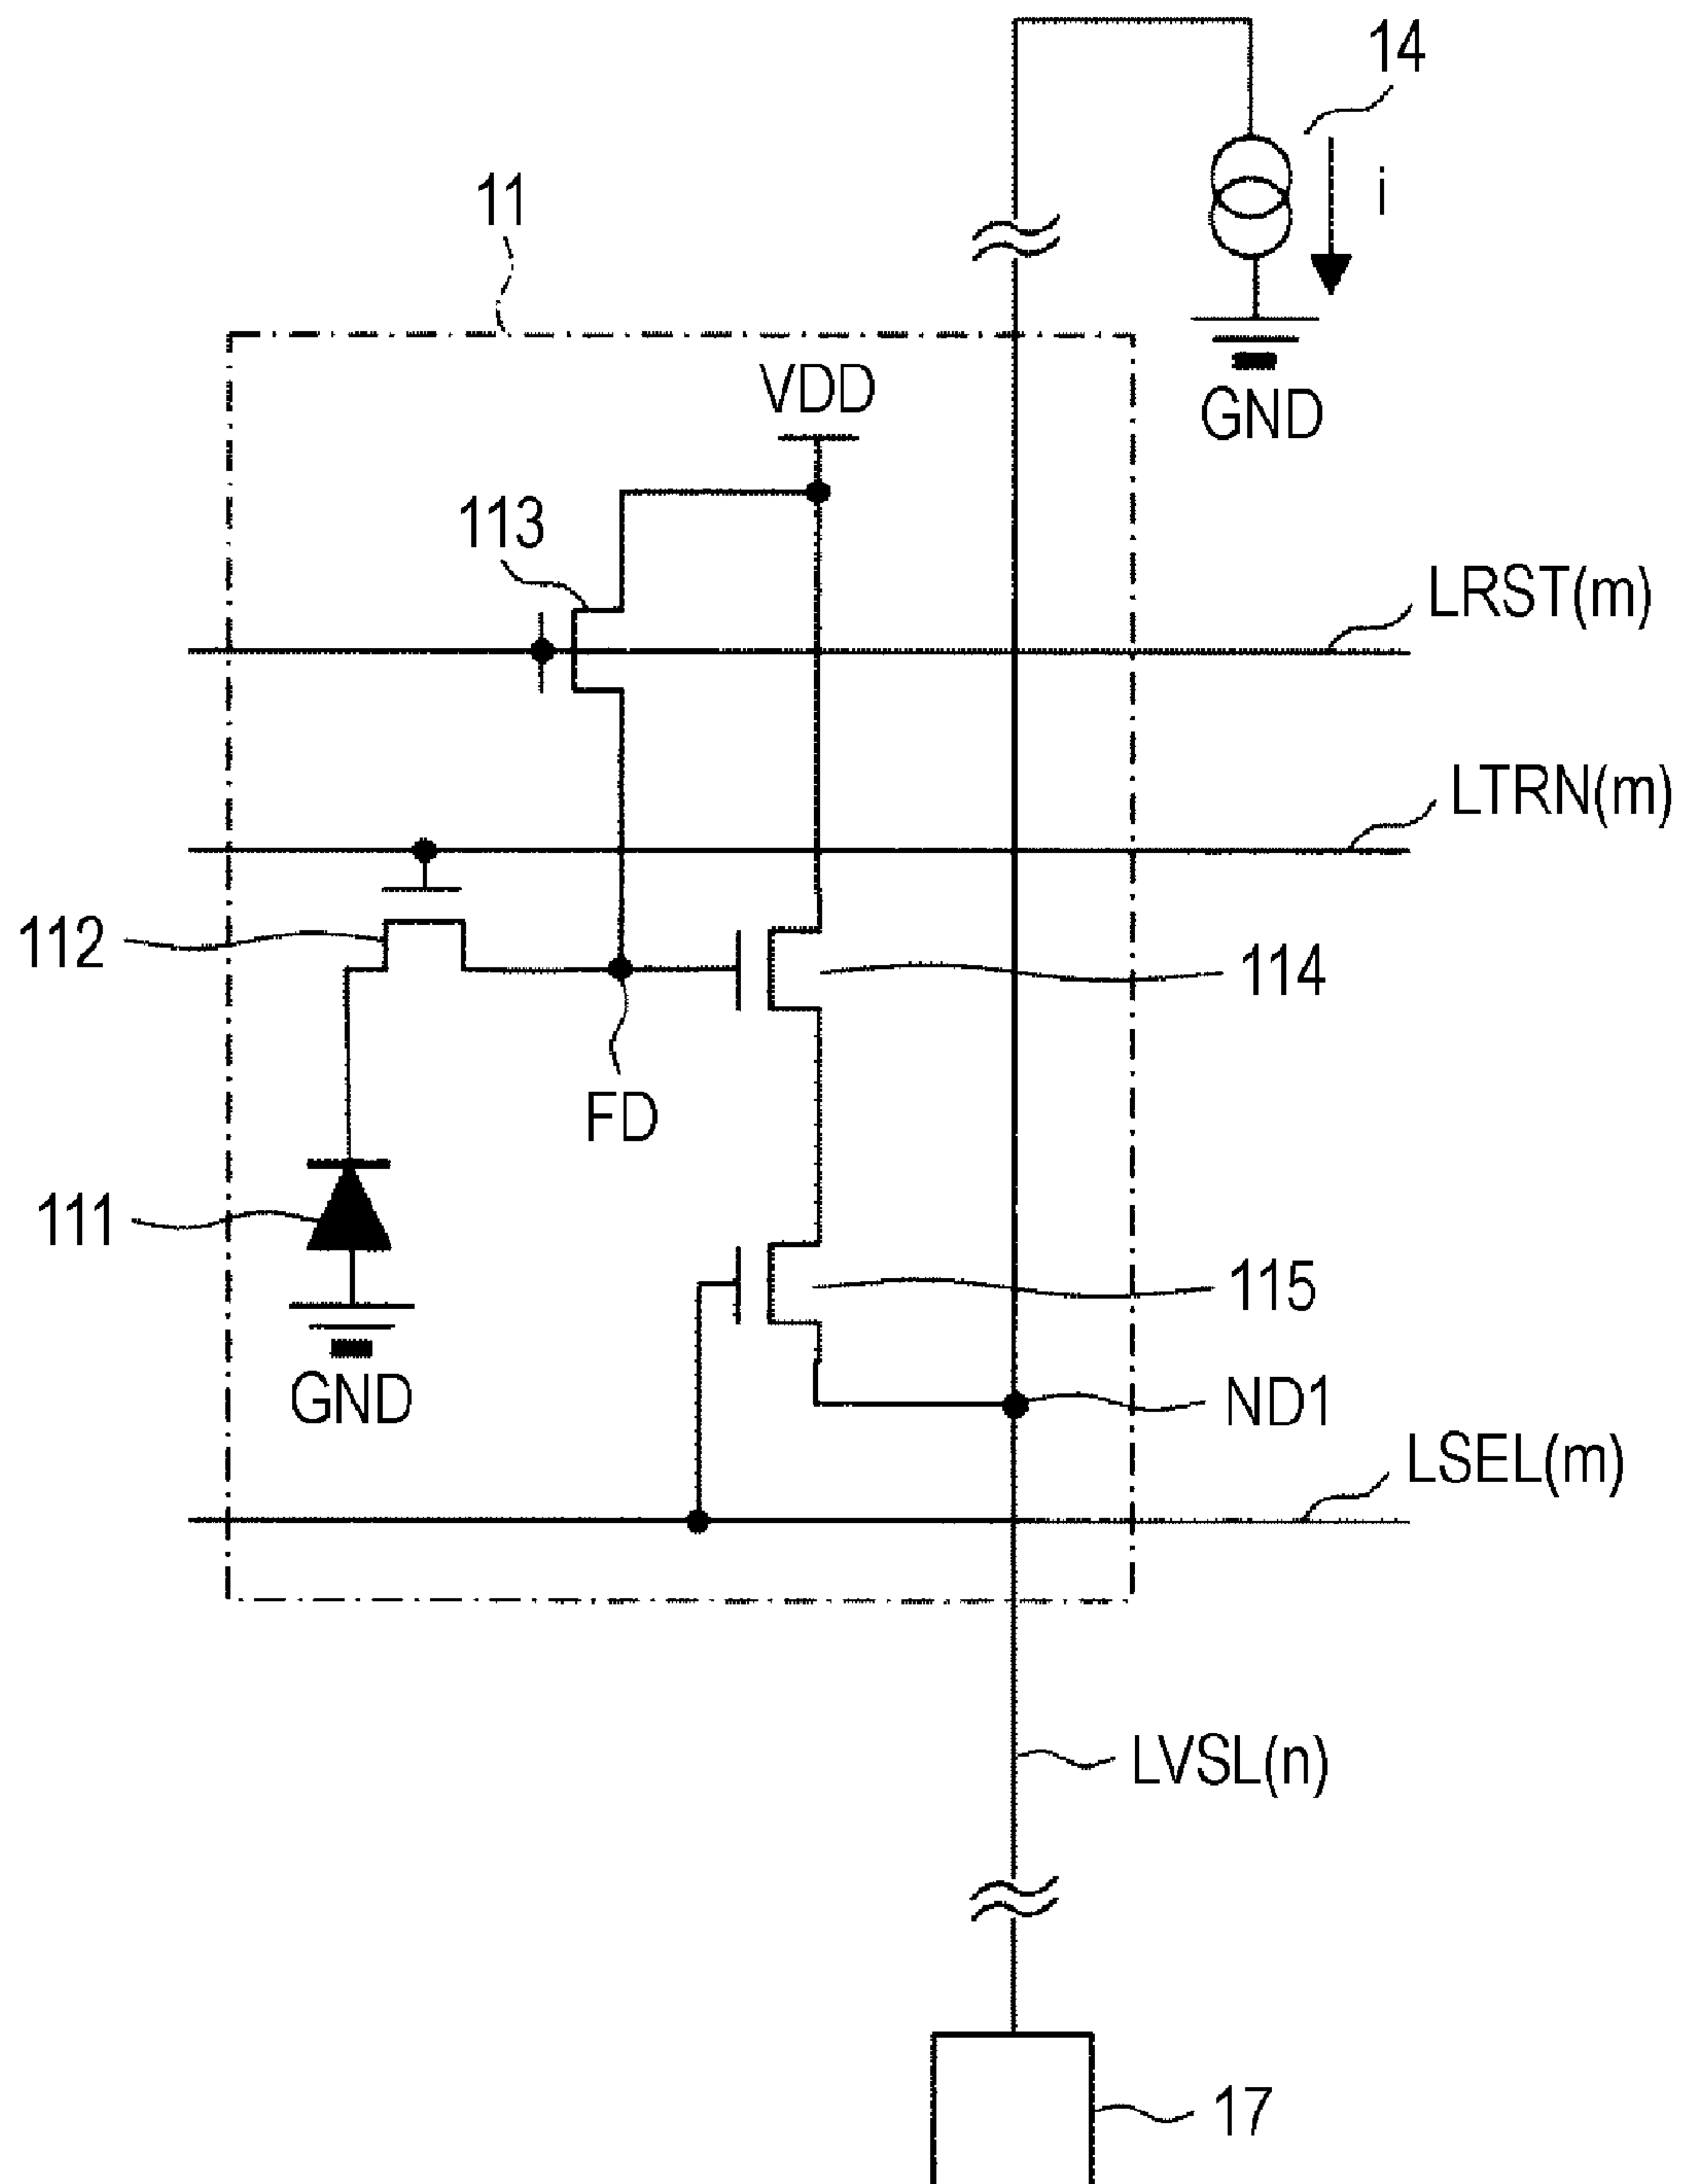 14
i
11
GND
VDD
113
LRST(m)
LTRN(m)
112
114
FD
111
115
GND
ND1
LSEL(m)
LVSL(n)
17